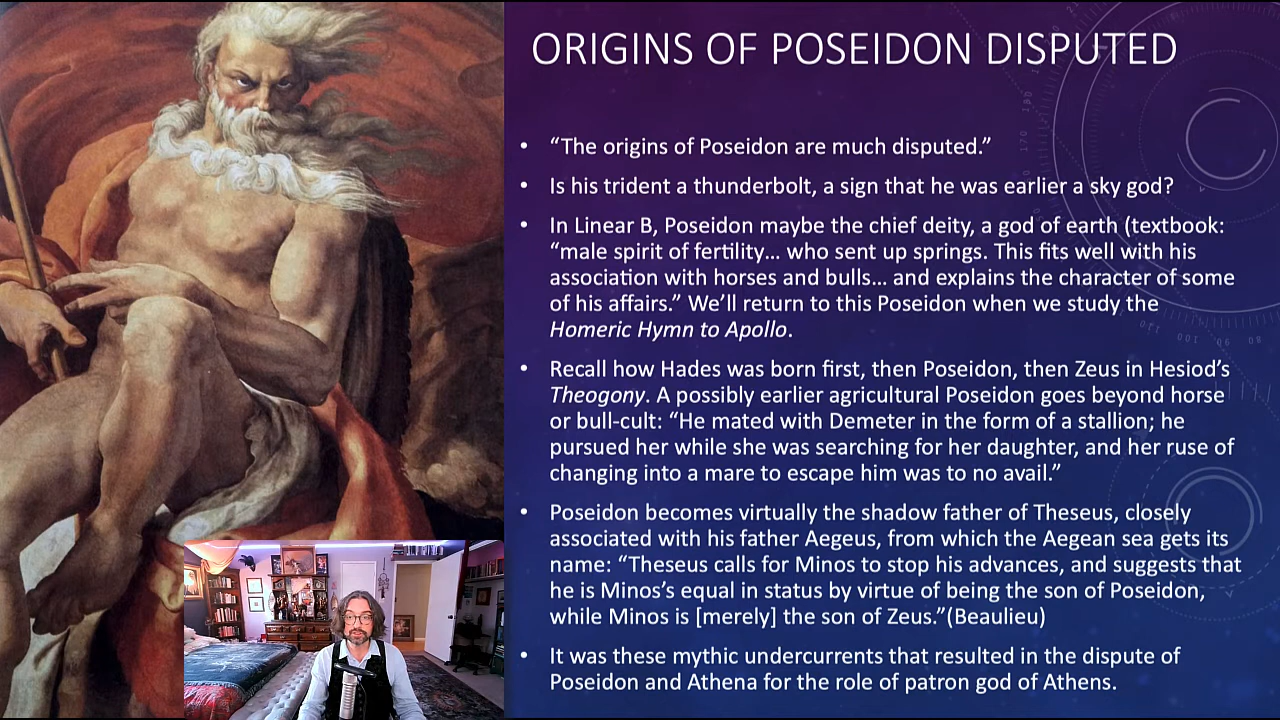 ORIGINS OF POSEIDON DISPUTED
• “The origins of Poseidon are much disputed.”
• Is his trident a thunderbolt, a sign that he was earlier a sky god?
• In Linear B, Poseidon maybe the chief deity, a god of earth (textbook:
“male spirit of fertility… who sent up springs. This fits well with his
association with horses and bulls… and explains the character of some
of his affairs.” We’ll return to this Poseidon when we study the
Homeric Hymn to Apollo.
• Recall how Hades was born first, then Poseidon, then Zeus in Hesiod’s
Theogony. A possibly earlier agricultural Poseidon goes beyond horse
or bull-cult: “He mated with Demeter in the form of a stallion; he
pursued her while she was searching for her daughter, and her ruse of
changing into a mare to escape him was to no avail.”
• Poseidon becomes virtually the shadow father of Theseus, closely
associated with his father Aegeus, from which the Aegean sea gets its
name: “Theseus calls for Minos to stop his advances, and suggests that
he is Minos’s equal in status by virtue of being the son of Poseidon,
while Minos is [merely] the son of Zeus.”(Beaulieu)
• It was these mythic undercurrents that resulted in the dispute of
Poseidon and Athena for the role of patron god of Athens.